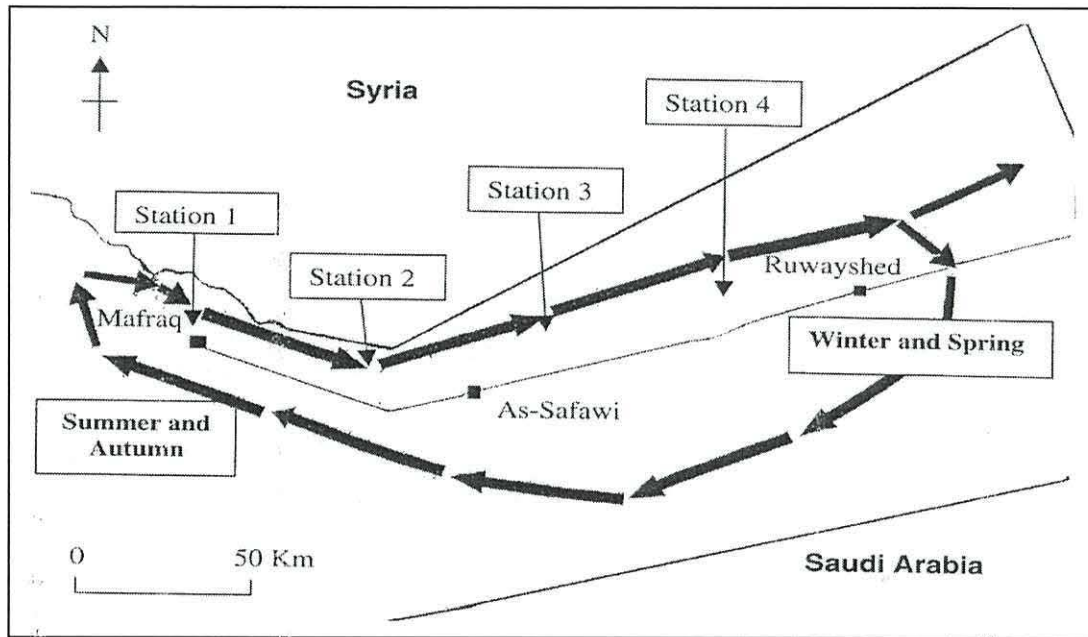 N
Syria
Station 4
Station 3
Station 1
Station 2
Ruwayshed
Mafraq
Winter and Spring
As-Safawi
Summer and
Autumn
0 50 Km
Saudi Arabia